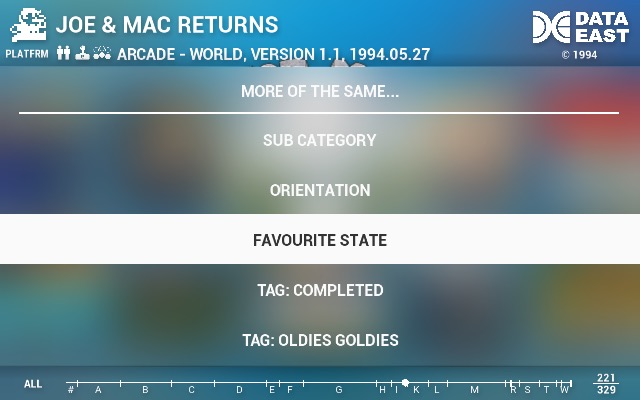 JOE & MAC RETURNS
PLATFRM
ARCADE - WORLD, VERSION 1.1, 1994.05.27
DATA
EAST
© 1994
MORE OF THE SAME...
SUB CATEGORY
ORIENTATION
FAVOURITE STATE
TAG: COMPLETED
TAG: OLDIES GOLDIES
ALL
# A B C D E F G H I K L M R S T W
221
329